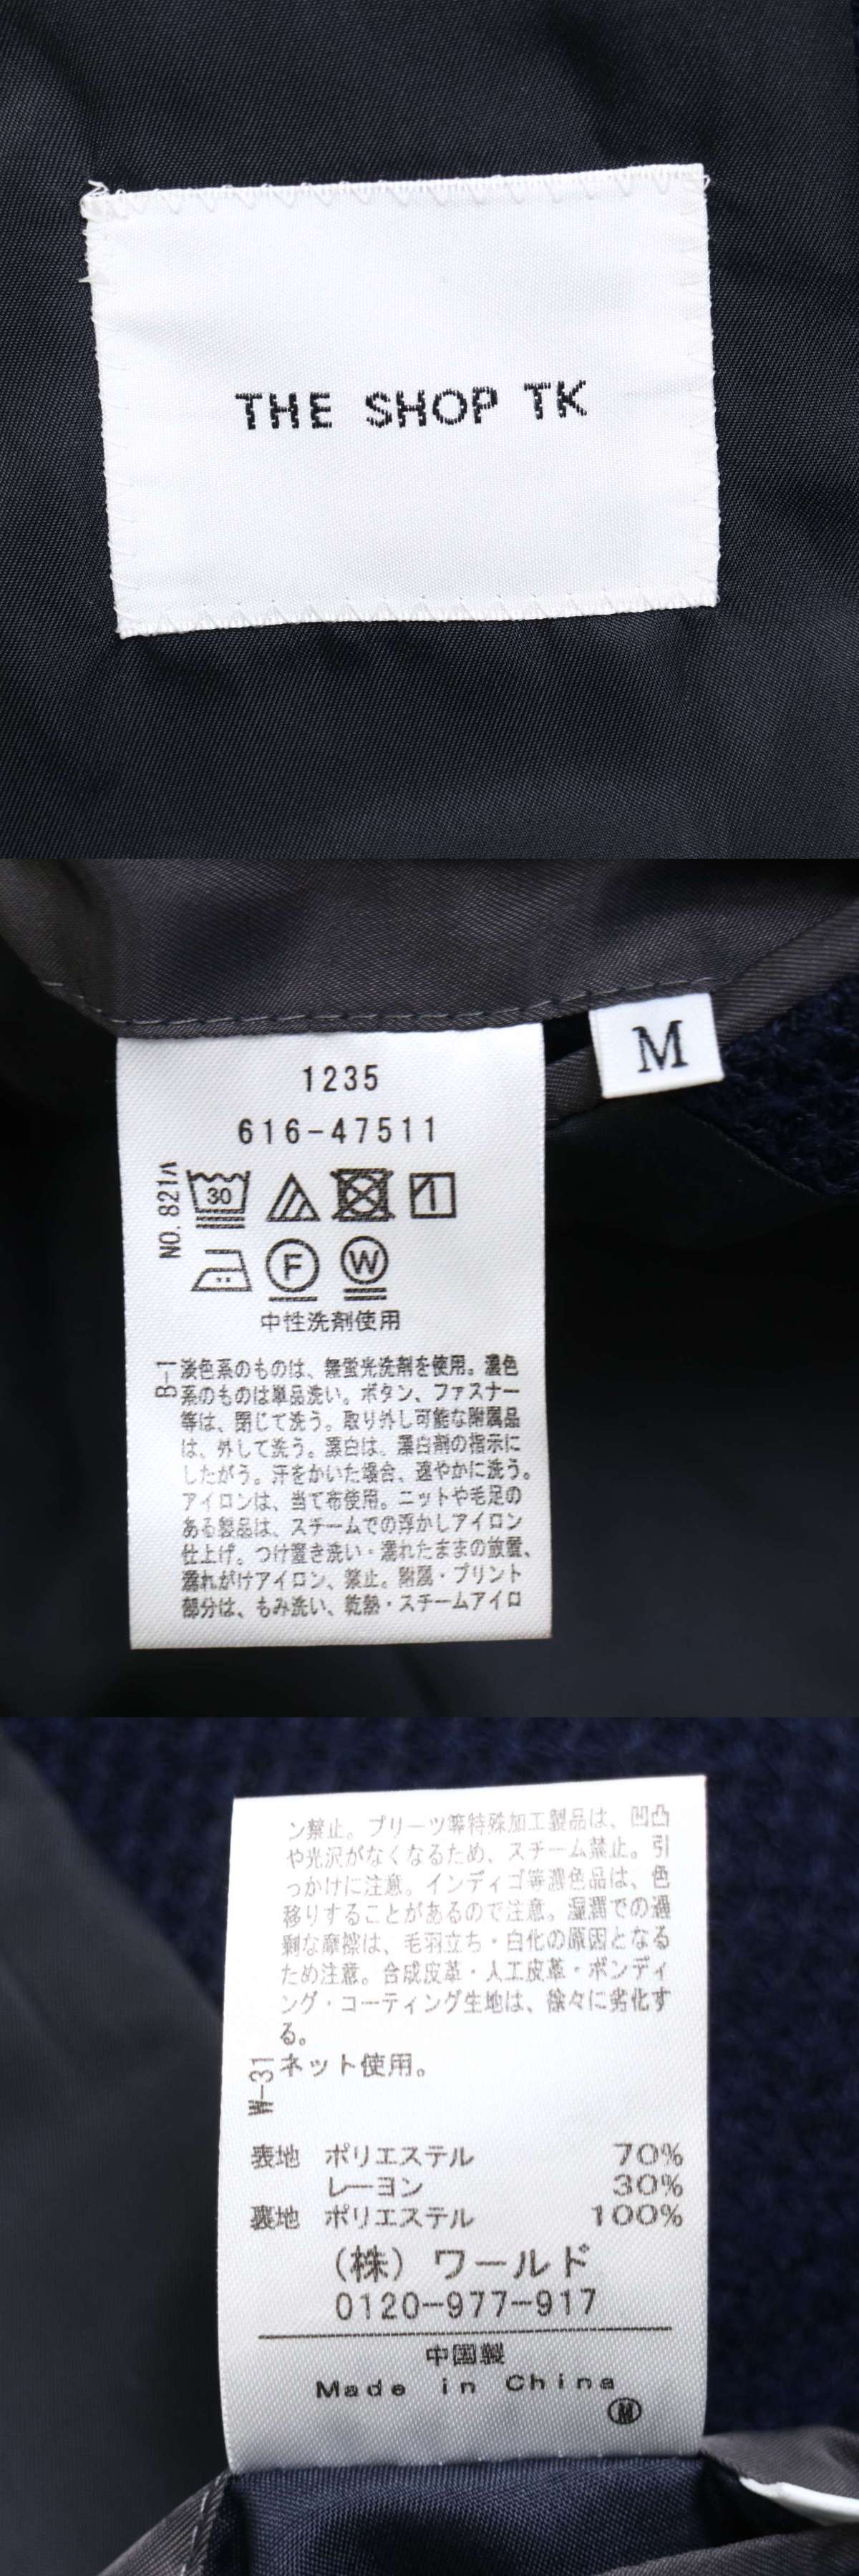 THE SHOP TK
M
1235
616-47511
NO. 821A
30
F
W
中性洗剤使用
B-1
淡色系のものは、無蛍光洗剤を使用。濃色
系のものは単品洗い。ボタン、ファスナー
等は、閉じて洗う。取り外し可能な附属品
は、外して洗う。漂白は、漂白剤の指示に
したがう。汗をかいた場合、速やかに洗う。
アイロンは、当て布使用。ニットや毛足の
ある製品は、スチームでの浮かしアイロン
仕上げ。つけ置き洗い・濡れたままの放置、
濡れがけアイロン、禁止。附属・プリント
部分は、もみ洗い、乾熱・スチームアイロ
ン禁止。プリーツ等特殊加工製品は、凹凸
や光沢がなくなるため、スチーム禁止。引
っかけに注意。インディゴ等濃色品は、色
移りすることがあるので注意。湿潤での過
剰な摩擦は、毛羽立ち・白化の原因となる
ため注意。合成皮革・人工皮革・ボンディ
ング・コーティング生地は、徐々に劣化す
る。
W-31
ネット使用。
表地 ポリエステル 70%
レーヨン 30%
裏地 ポリエステル 100%
(株) ワールド
0120-977-917
中国製
Made in China
M